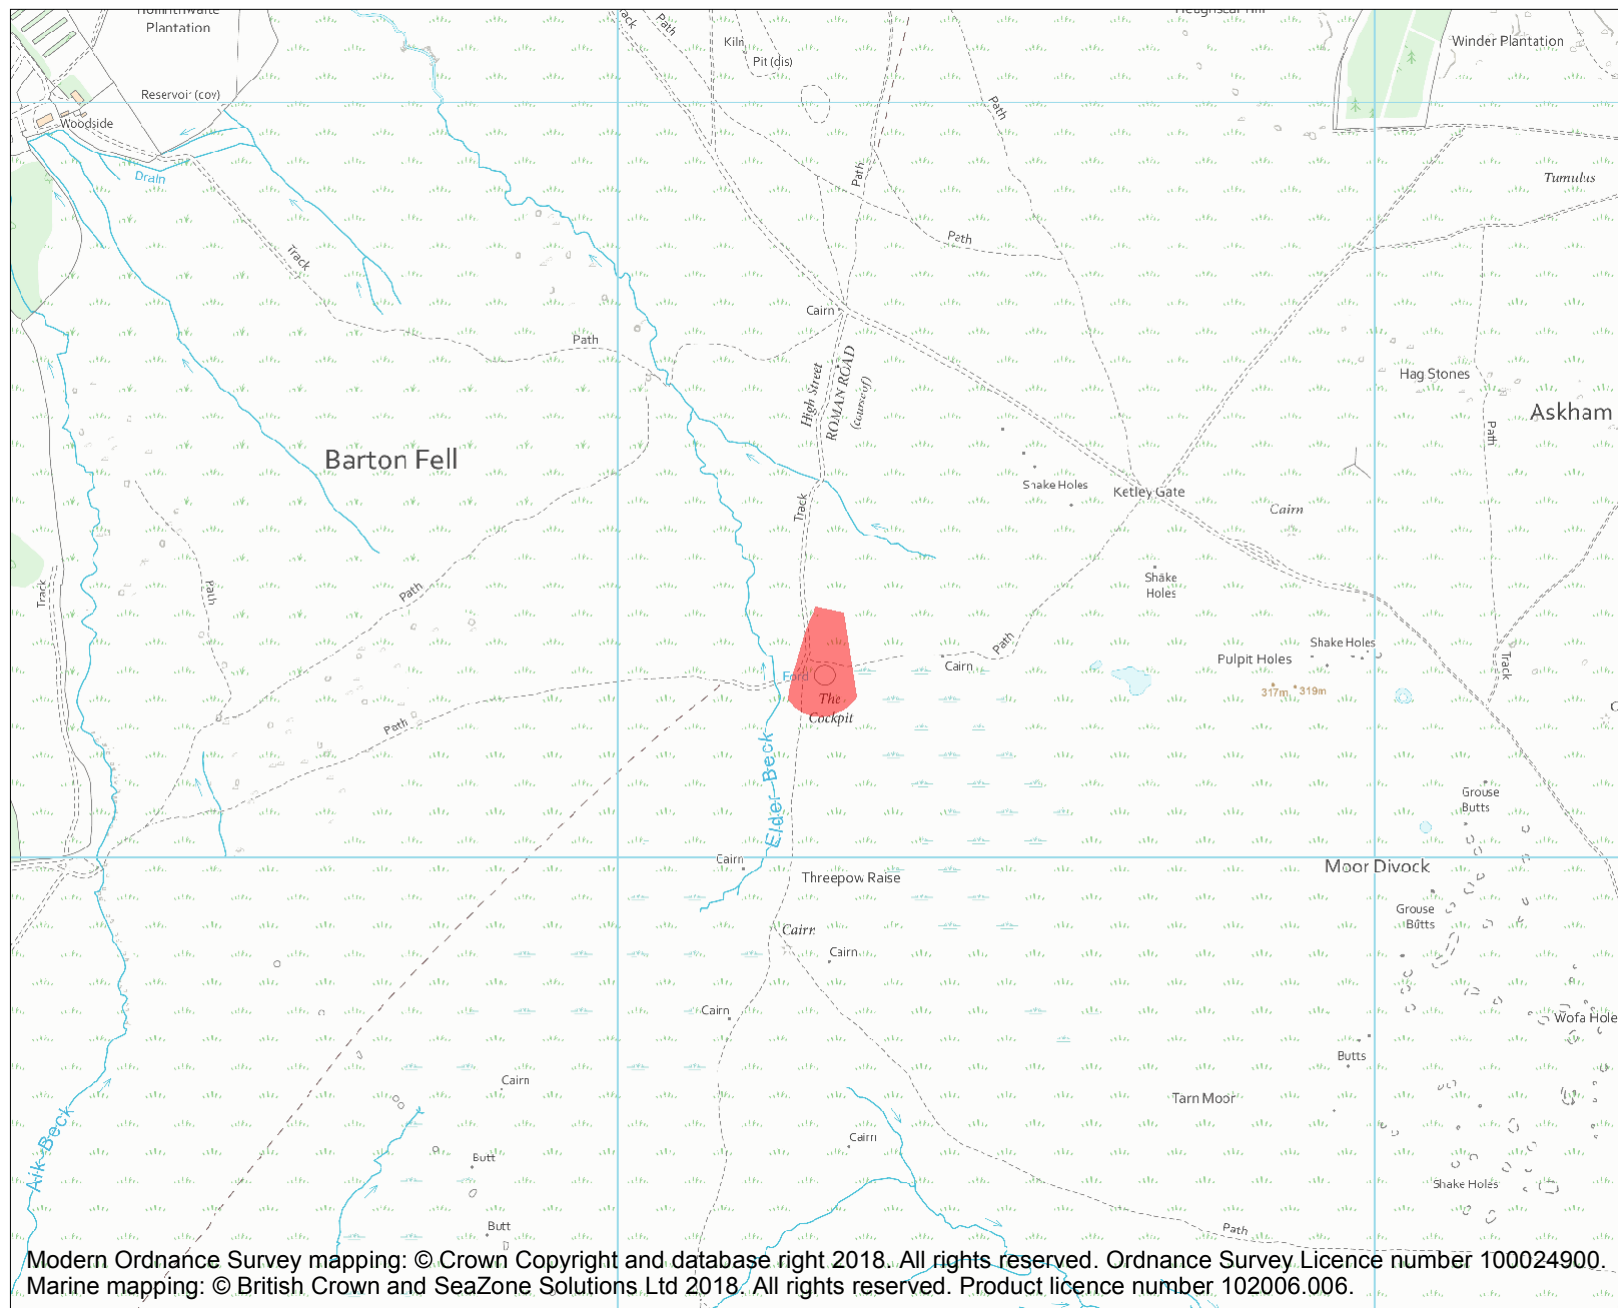 Plantation
Kiln
Pit (dis)
Track
Path
Heughscar Hill
Winder Plantation
Reservoir (cov)
Woodside
Drain
Path
Path
Tumulus
Track
Path
Cairn
Path
High Street
ROMAN ROAD
(course of)
Hag Stones
Askham
Path
Barton Fell
Shake Holes
Ketley Gate
Cairn
Track
Track
Path
Path
Shake
Holes
Path
Shake Holes
Pulpit Holes
Track
Cairn
Ford
317m
319m
The
Cockpit
Path
Elder Beck
Grouse
Butts
Cairn
Threepow Raise
Moor Divock
Grouse
Butts
Cairn
Cairn
Cairn
Wofa Hole
Butts
Cairn
Tarn Moor
Aik Beck
Cairn
Butt
Shake Holes
Butt
Path
Modern Ordnance Survey mapping: © Crown Copyright and database right 2018. All rights reserved. Ordnance Survey Licence number 100024900.
Marine mapping: © British Crown and SeaZone Solutions Ltd 2018. All rights reserved. Product licence number 102006.006.